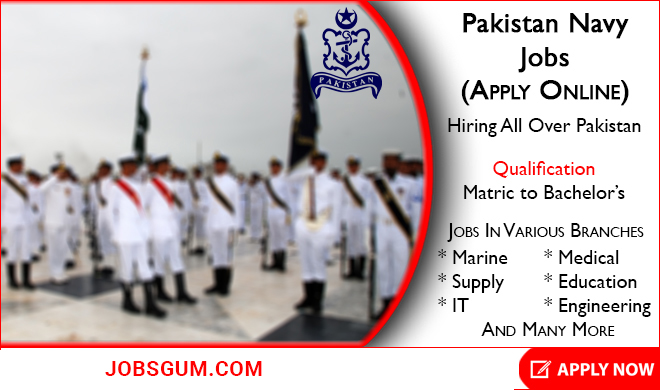 PAKISTAN
Pakistan Navy
Jobs
(Apply Online)
Hiring All Over Pakistan
Qualification
Matric to Bachelor's
Jobs In Various Branches
* Marine * Medical
* Supply * Education
* IT * Engineering
And Many More
JOBSGUM.COM
APPLY NOW